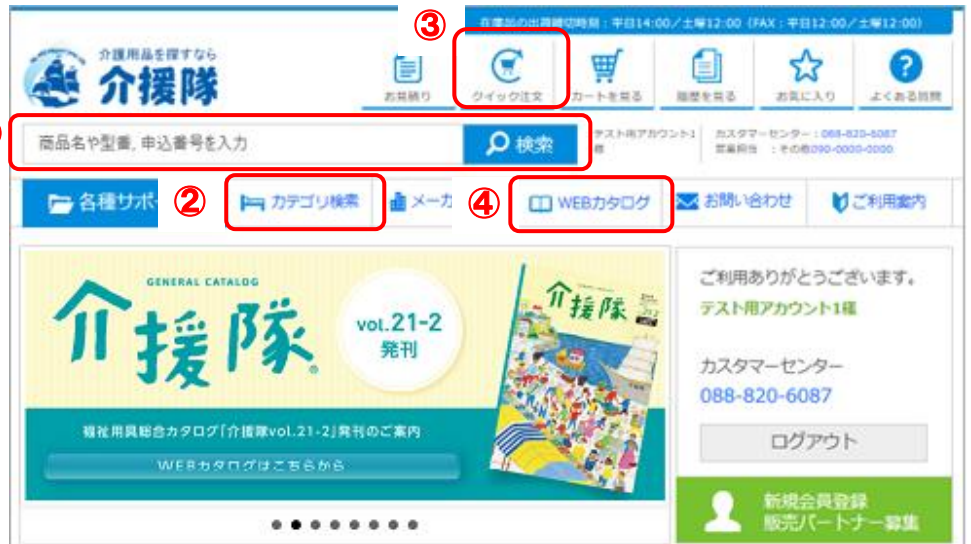 ③
在庫品の出荷締切時刻：平日14:00／土曜12:00（FAX：平日12:00／土曜12:00）
介護用品を探すなら
介援隊
お見積り
クイック注文
カートを見る
履歴を見る
お気に入り
よくある質問
商品名や型番, 申込番号を入力
検索
テスト用アカウント1
様
カスタマーセンター：088-820-6087
営業担当 ：その他090-0000-0000
各種サポ
②
カテゴリ検索
メーカ
④
WEBカタログ
お問い合わせ
ご利用案内
GENERAL CATALOG
介援隊
vol.21-2
発刊
介援隊
福祉用具総合カタログ「介援隊vol.21-2」発刊のご案内
WEBカタログはこちらから
ご利用ありがとうございます。
テスト用アカウント1様
カスタマーセンター
088-820-6087
ログアウト
新規会員登録
販売パートナー募集